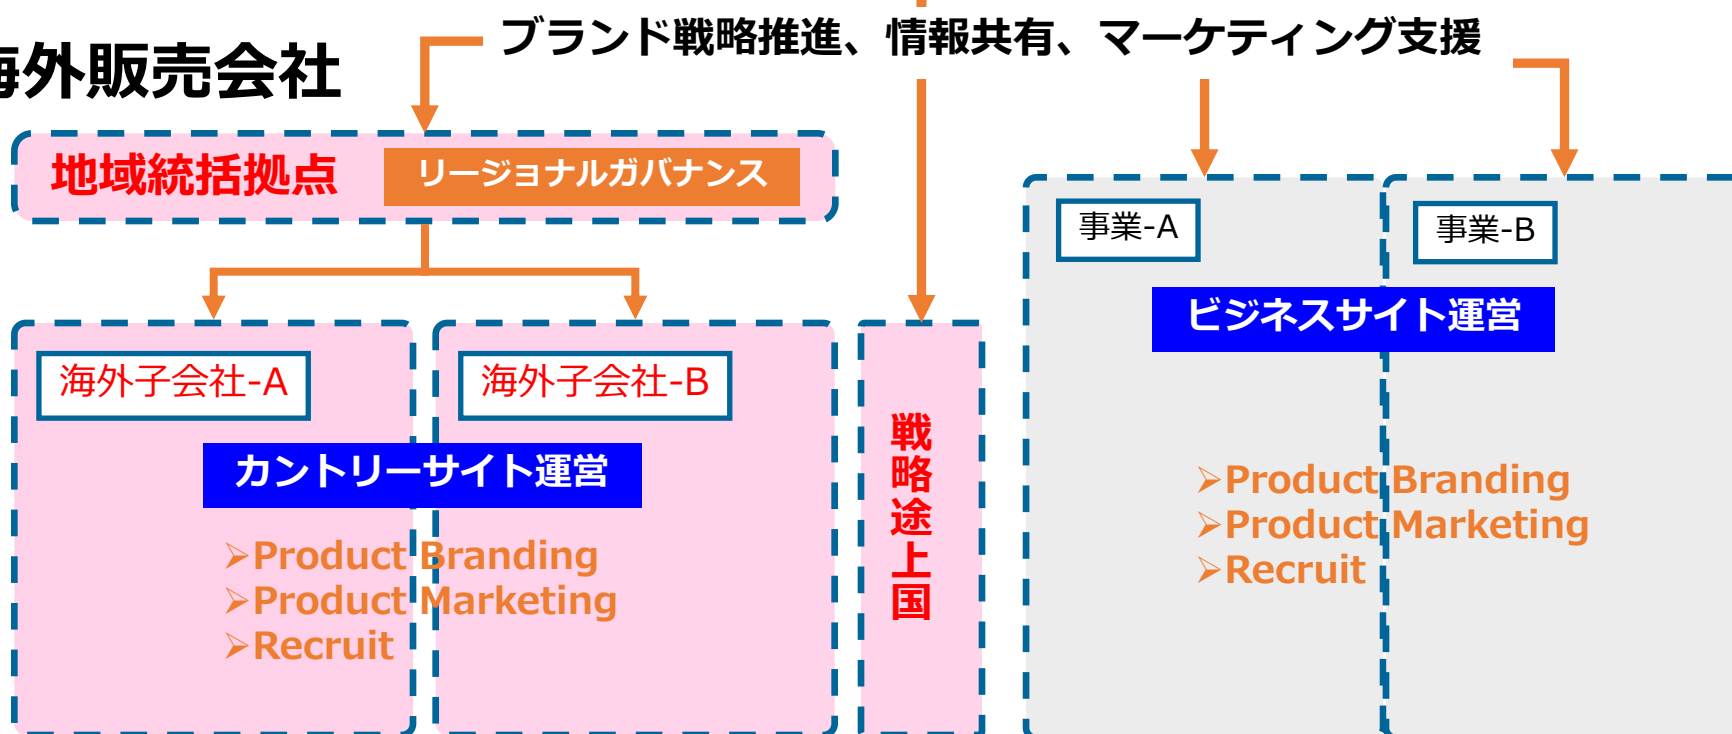 ブランド戦略推進、情報共有、マーケティング支援
海外販売会社
地域統括拠点
リージョナルガバナンス
海外子会社-A
海外子会社-B
カントリーサイト運営
➢Product Branding
➢Product Marketing
➢Recruit
戦略途上国
事業-A
事業-B
ビジネスサイト運営
➢Product Branding
➢Product Marketing
➢Recruit